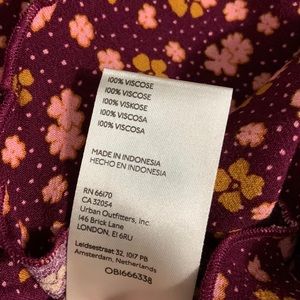 100% VISCOSE
100% VISCOSE
100% VISKOSE
100% VISCOSA
100% VISCOSA
MADE IN INDONESIA
HECHO EN INDONESIA
RN 66170
CA 32054
Urban Outfitters, Inc.
146 Brick Lane
LONDON, E1 6RU
Leidsestraat 32, 1017 PB
Amsterdam, Netherlands
OB1666338